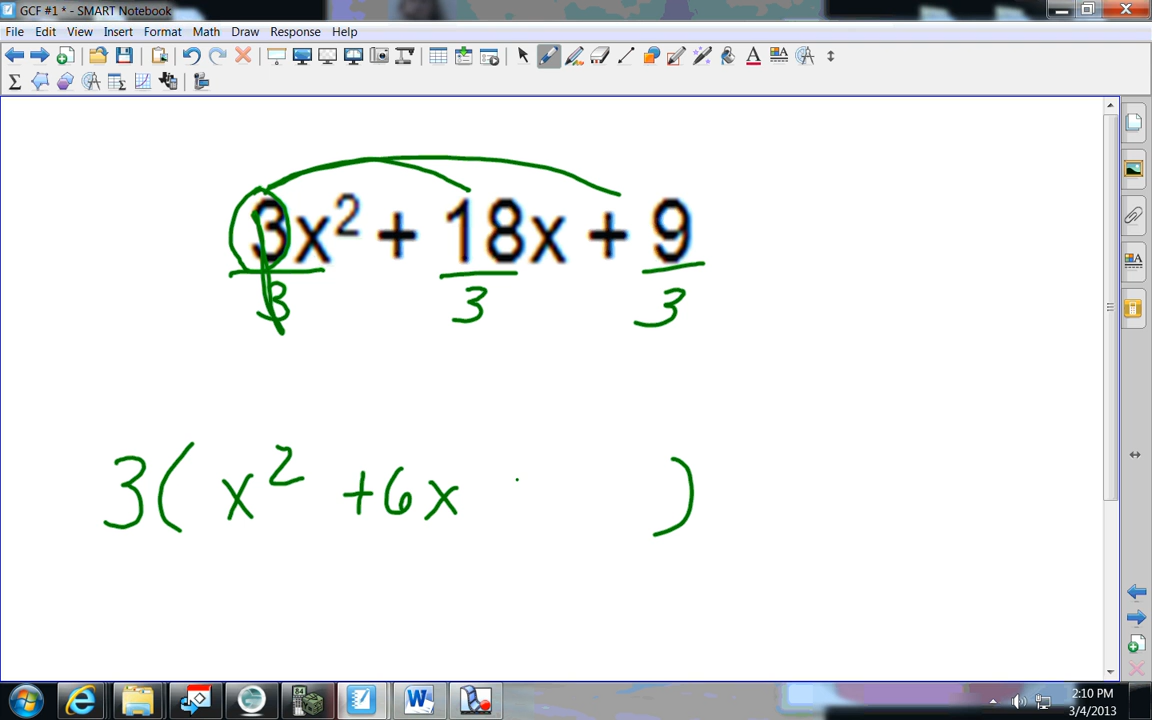 GCF #1 * - SMART Notebook
File Edit View Insert Format Math Draw Response Help
3x² + 18x + 9
3 3 3
3( x² +6x )
2:10 PM
3/4/2013